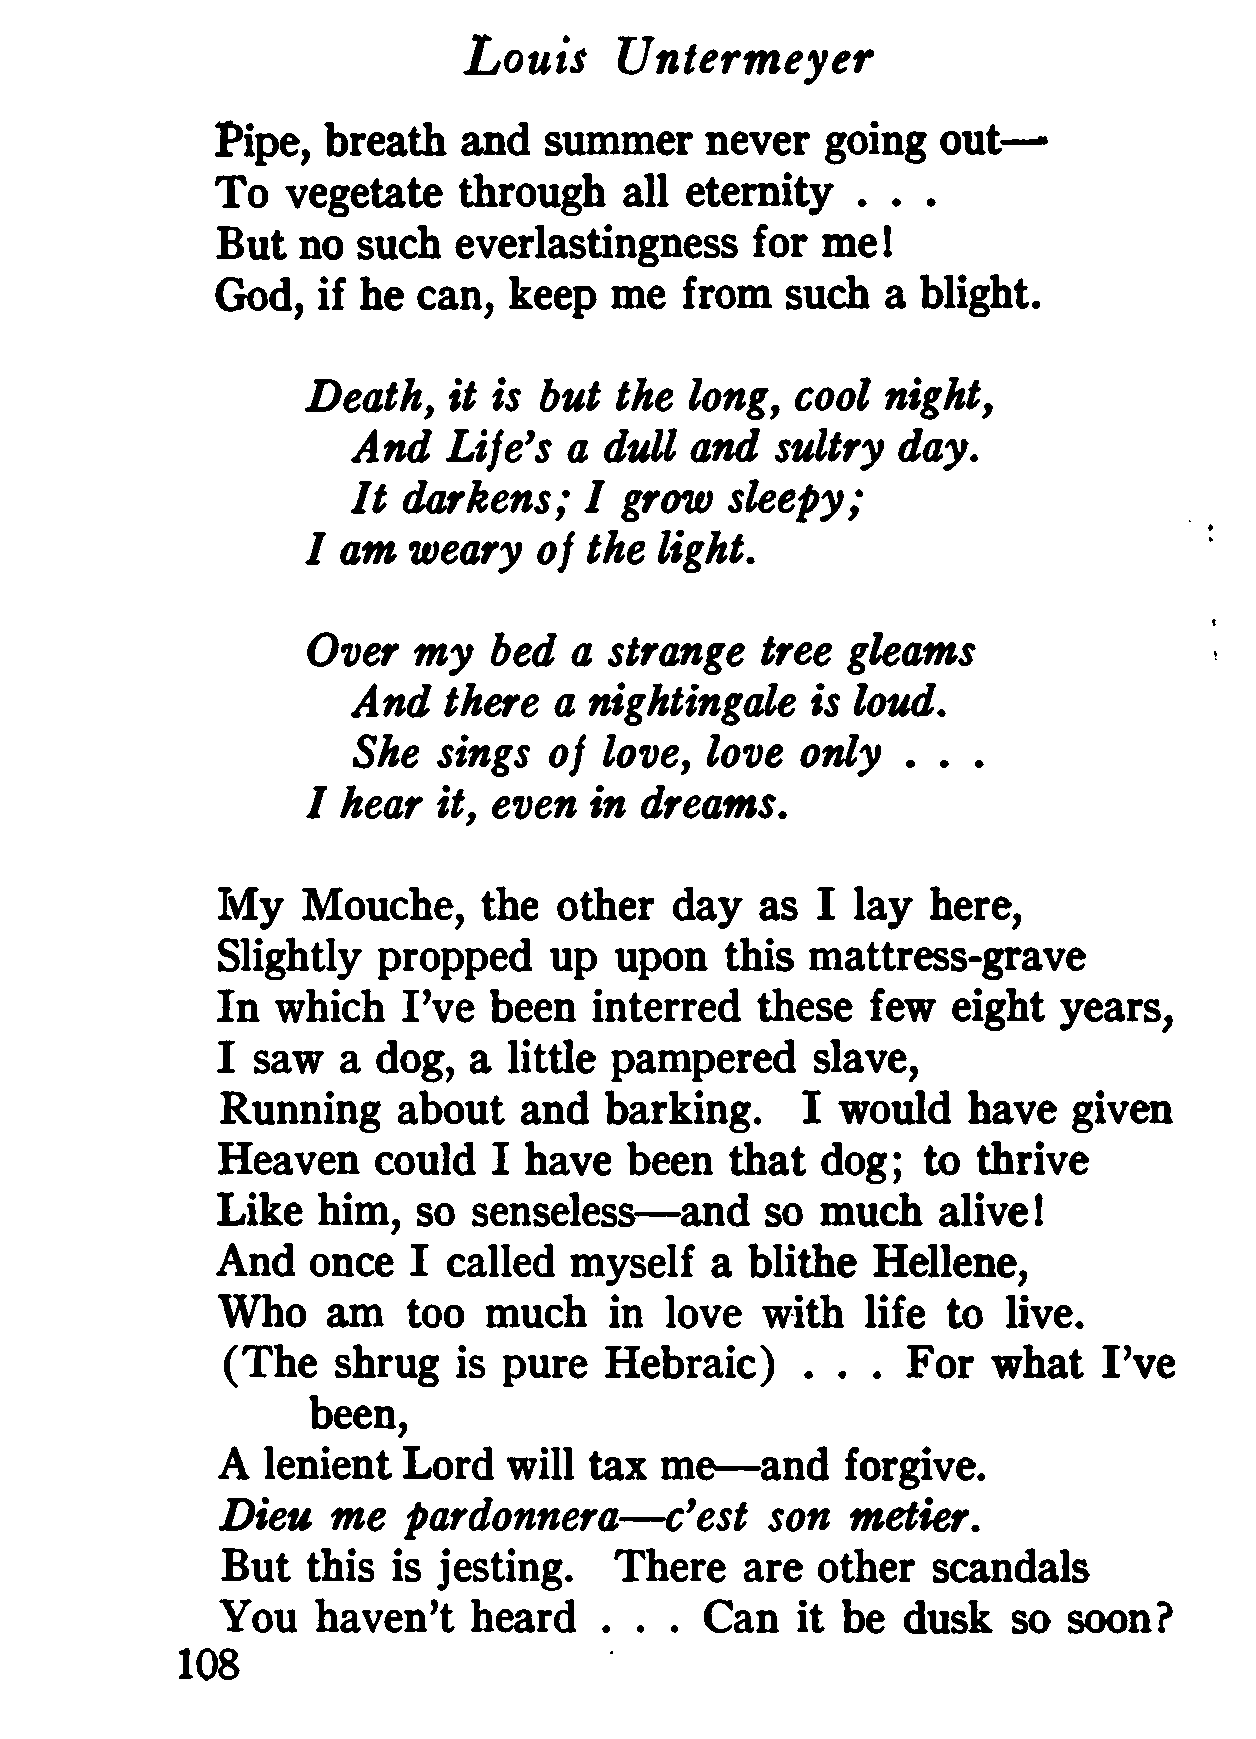 Louis Untermeyer
Pipe, breath and summer never going out—
To vegetate through all eternity . . .
But no such everlastingness for me!
God, if he can, keep me from such a blight.
Death, it is but the long, cool night,
And Life's a dull and sultry day.
It darkens; I grow sleepy;
I am weary of the light.
Over my bed a strange tree gleams
And there a nightingale is loud.
She sings of love, love only . . .
I hear it, even in dreams.
My Mouche, the other day as I lay here,
Slightly propped up upon this mattress-grave
In which I've been interred these few eight years,
I saw a dog, a little pampered slave,
Running about and barking. I would have given
Heaven could I have been that dog; to thrive
Like him, so senseless—and so much alive!
And once I called myself a blithe Hellene,
Who am too much in love with life to live.
(The shrug is pure Hebraic) . . . For what I've
been,
A lenient Lord will tax me—and forgive.
Dieu me pardonnera—c'est son metier.
But this is jesting. There are other scandals
You haven't heard . . . Can it be dusk so soon?
108